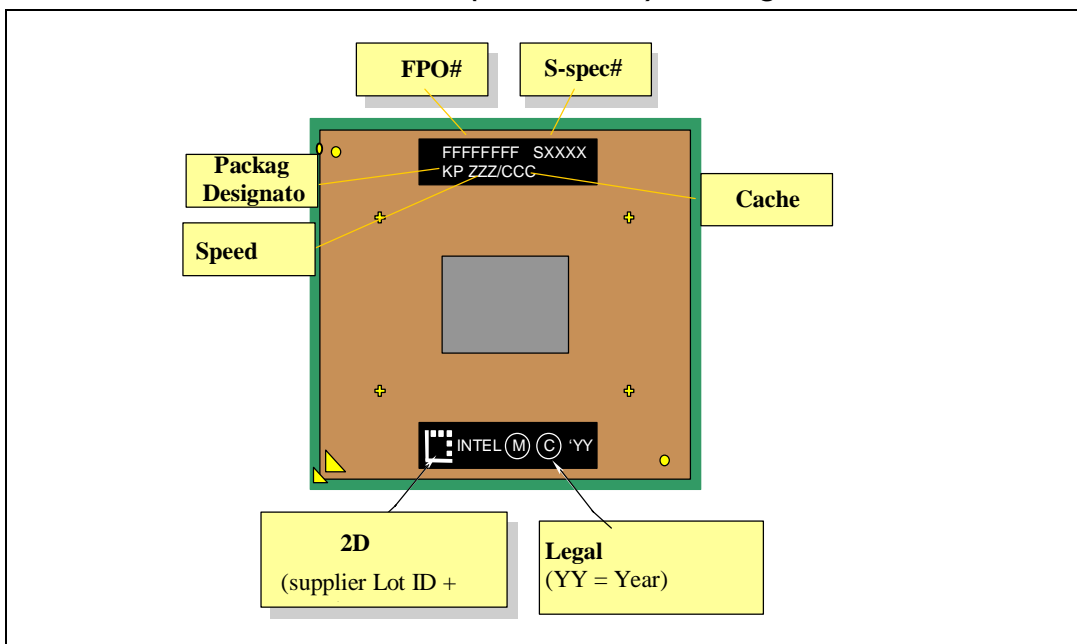 FPO#
S-spec#
FFFFFFFF SXXXX
KP ZZZ/CCC
Packag
Designato
Cache
Speed
INTEL M C 'YY
2D
(supplier Lot ID +
Legal
(YY = Year)